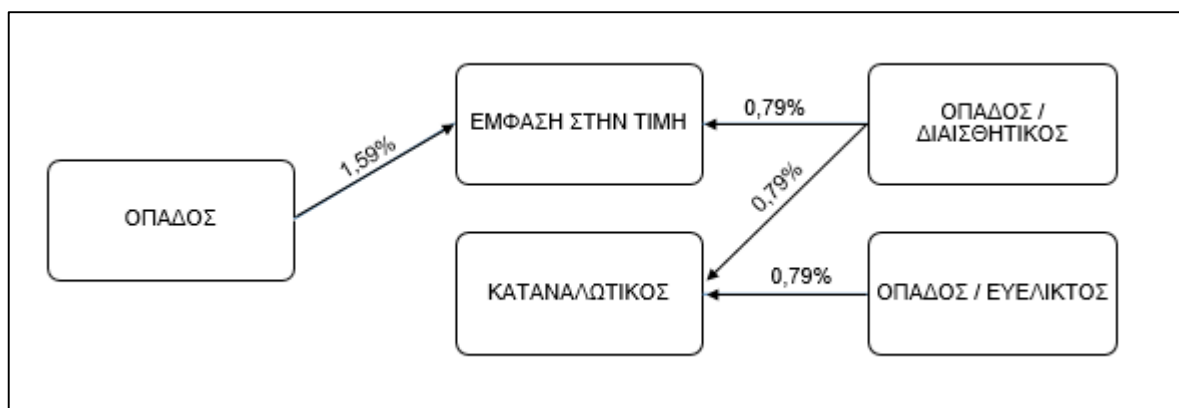 ΕΜΦΑΣΗ ΣΤΗΝ ΤΙΜΗ
0,79%
ΟΠΑΔΟΣ /
ΔΙΑΙΣΘΗΤΙΚΟΣ
1,59%
ΟΠΑΔΟΣ
0,79%
ΚΑΤΑΝΑΛΩΤΙΚΟΣ
0,79%
ΟΠΑΔΟΣ / ΕΥΕΛΙΚΤΟΣ